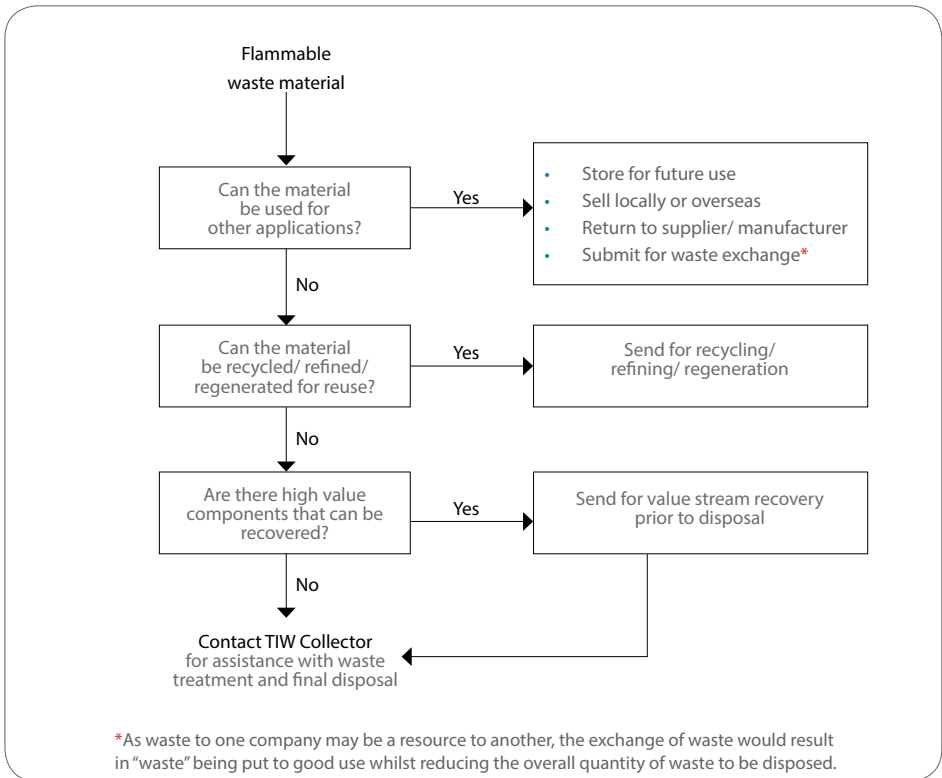 Flammable
waste material
Can the material
be used for
other applications?
Yes
• Store for future use
• Sell locally or overseas
• Return to supplier/ manufacturer
• Submit for waste exchange*
No
Can the material
be recycled/ refined/
regenerated for reuse?
Yes
Send for recycling/
refining/ regeneration
No
Are there high value
components that can be
recovered?
Yes
Send for value stream recovery
prior to disposal
No
Contact TIW Collector
for assistance with waste
treatment and final disposal
*As waste to one company may be a resource to another, the exchange of waste would result
in “waste” being put to good use whilst reducing the overall quantity of waste to be disposed.